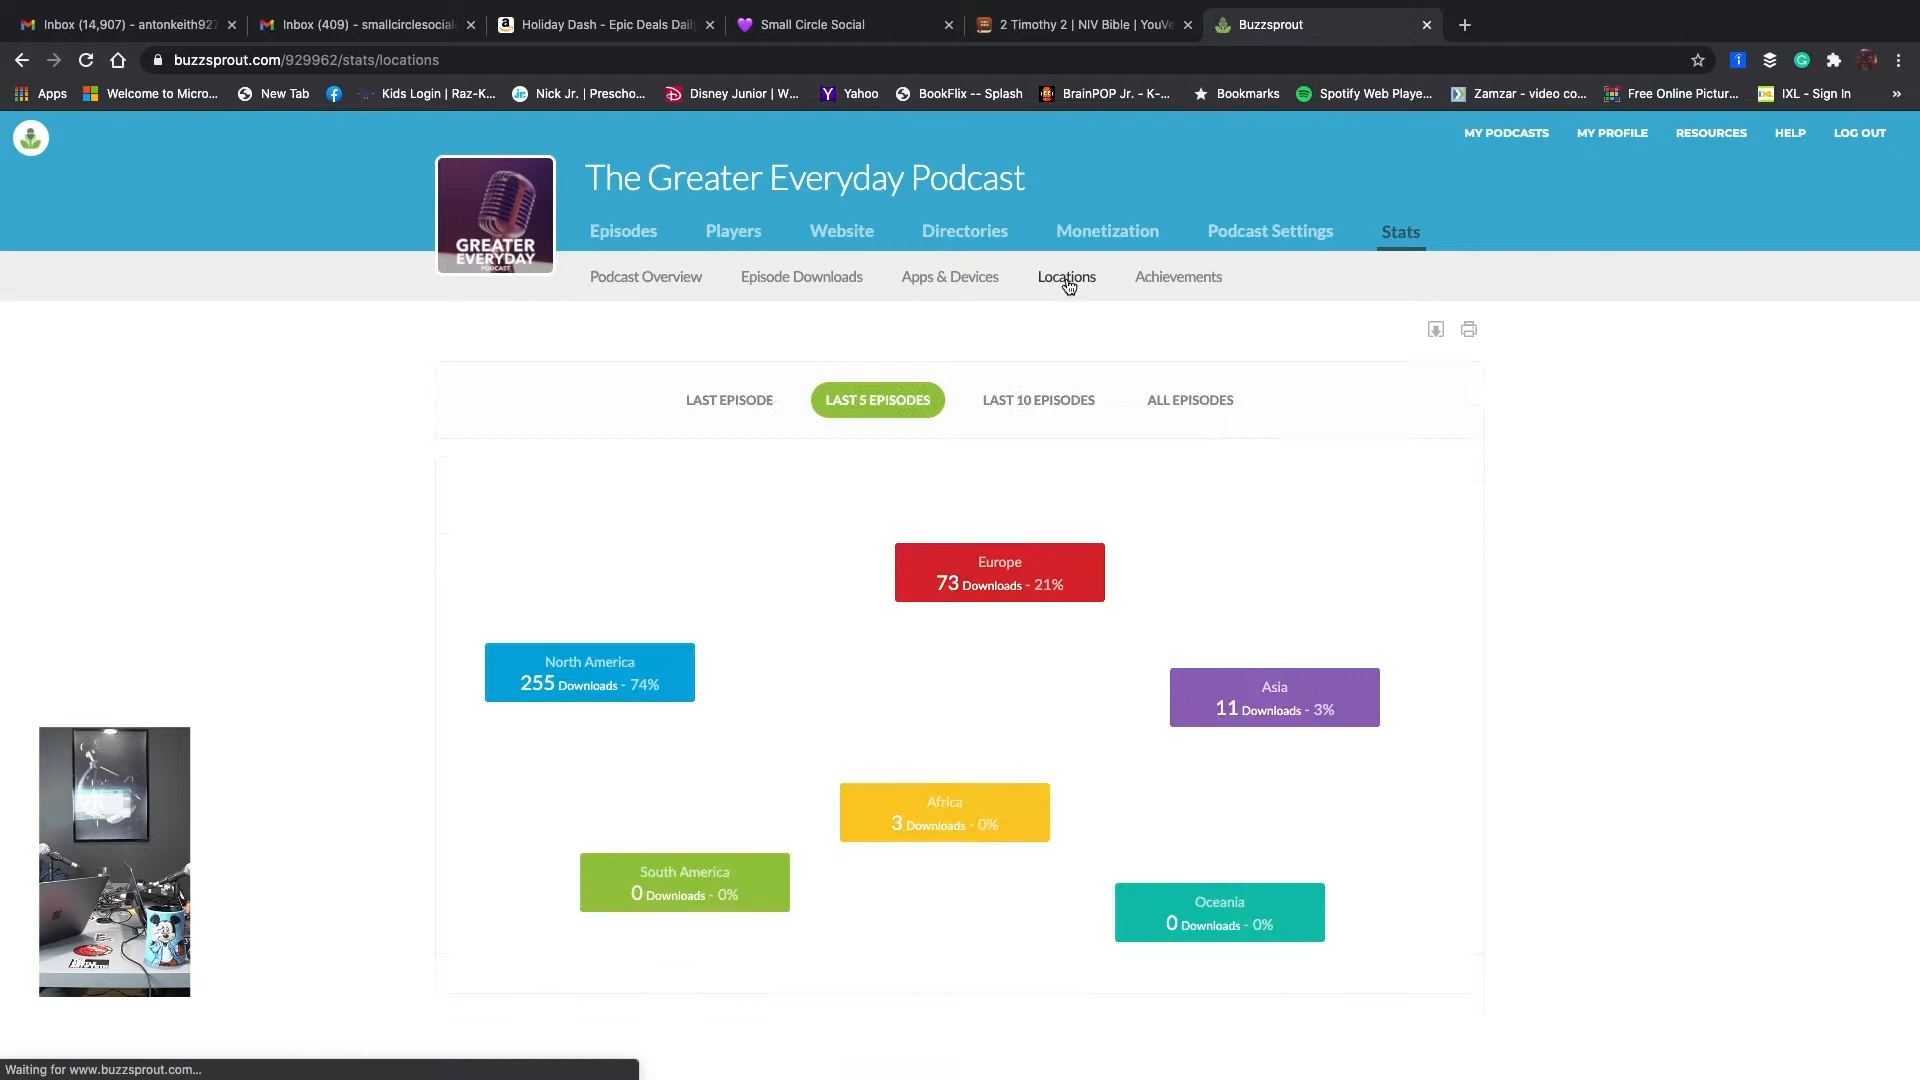 Inbox (14,907) - antonkeith927
Inbox (409) - smallcirclesocial
Holiday Dash - Epic Deals Daily
Small Circle Social
2 Timothy 2 | NIV Bible | YouVe
Buzzsprout
buzzsprout.com/929962/stats/locations
Apps
Welcome to Micro...
New Tab
Kids Login | Raz-K...
Nick Jr. | Prescho...
Disney Junior | W...
Yahoo
BookFlix -- Splash
BrainPOP Jr. - K-...
Bookmarks
Spotify Web Playe...
Zamzar - video co...
Free Online Pictur...
IXL - Sign In
»
MY PODCASTS
MY PROFILE
RESOURCES
HELP
LOG OUT
GREATER
EVERYDAY
PODCAST
The Greater Everyday Podcast
Episodes
Players
Website
Directories
Monetization
Podcast Settings
Stats
Podcast Overview
Episode Downloads
Apps & Devices
Locations
Achievements
LAST EPISODE
LAST 5 EPISODES
LAST 10 EPISODES
ALL EPISODES
Europe
73 Downloads - 21%
North America
255 Downloads - 74%
Asia
11 Downloads - 3%
Africa
3 Downloads - 0%
South America
0 Downloads - 0%
Oceania
0 Downloads - 0%
Waiting for www.buzzsprout.com...